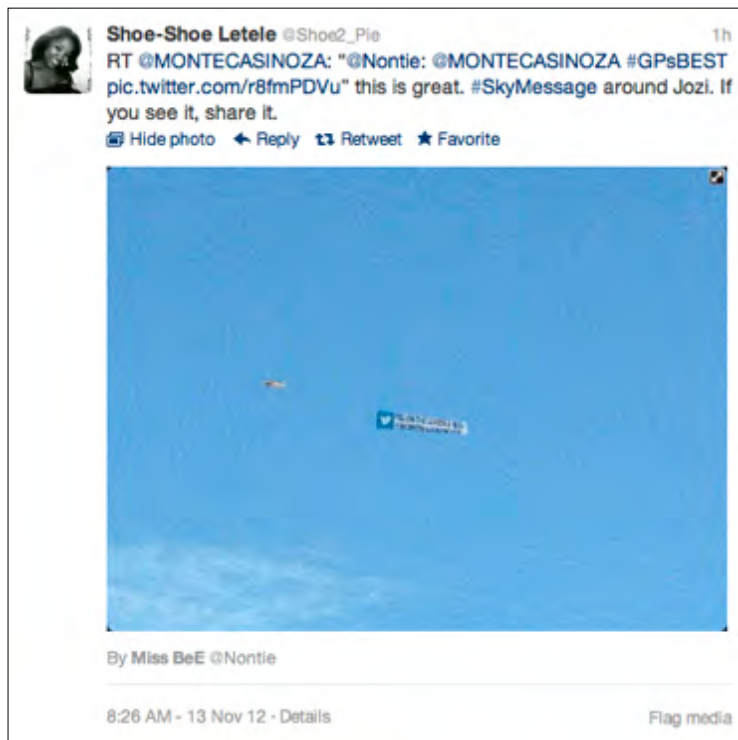 Shoe-Shoe Letele @Shoe2_Pie 1h
RT @MONTECASINOZA: "@Nontie: @MONTECASINOZA #GPsBEST
pic.twitter.com/r8fmPDVu" this is great. #SkyMessage around Jozi. If
you see it, share it.
Hide photo Reply Retweet Favorite
By Miss BeE @Nontie
8:26 AM - 13 Nov 12 · Details Flag media